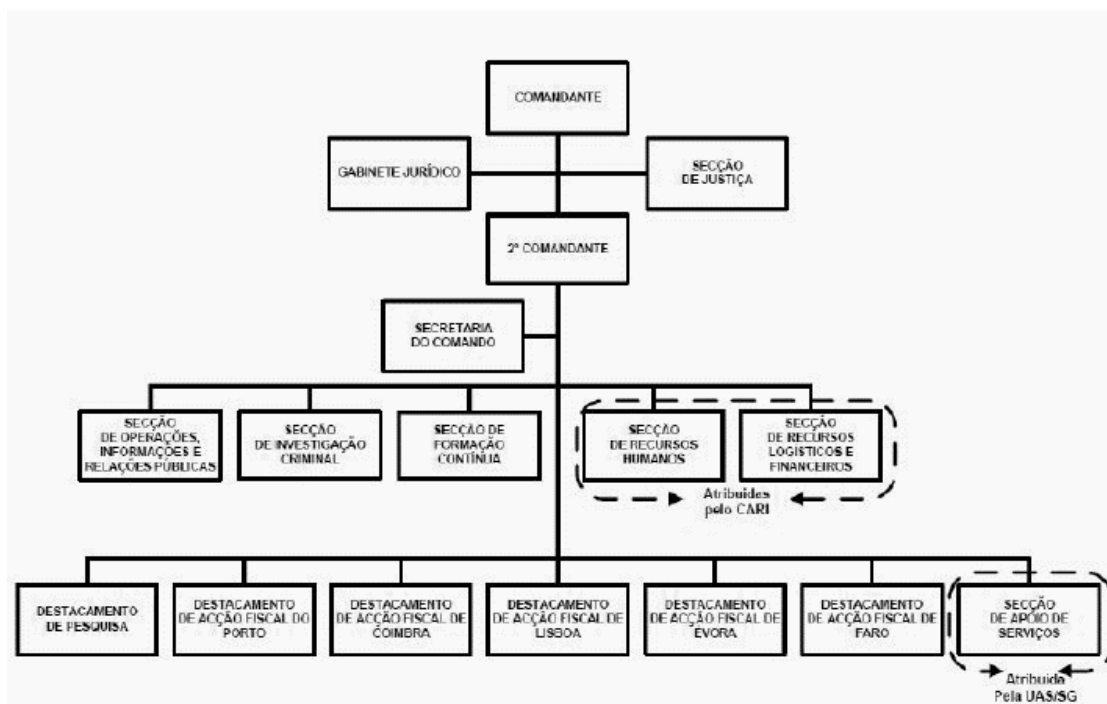 COMANDANTE
GABINETE JURÍDICO
SECÇÃO
DE JUSTIÇA
2º COMANDANTE
SECRETARIA
DO COMANDO
SECÇÃO
DE OPERAÇÕES,
INFORMAÇÕES E
RELAÇÕES PÚBLICAS
SECÇÃO
DE INVESTIGAÇÃO
CRIMINAL
SECÇÃO DE
FORMAÇÃO
CONTÍNUA
SECÇÃO
DE RECURSOS
HUMANOS
SECÇÃO
DE RECURSOS
LOGÍSTICOS E
FINANCEIROS
Atribuidas
pelo CARI
DESTACAMENTO
DE PESQUISA
DESTACAMENTO
DE ACÇÃO FISCAL DO
PORTO
DESTACAMENTO
DE ACÇÃO FISCAL DE
COIMBRA
DESTACAMENTO
DE ACÇÃO FISCAL DE
LISBOA
DESTACAMENTO
DE ACÇÃO FISCAL DE
ÉVORA
DESTACAMENTO
DE ACÇÃO FISCAL DE
FARO
SECÇÃO
DE APOIO DE
SERVIÇOS
Atribuida
Pela UAS/SG